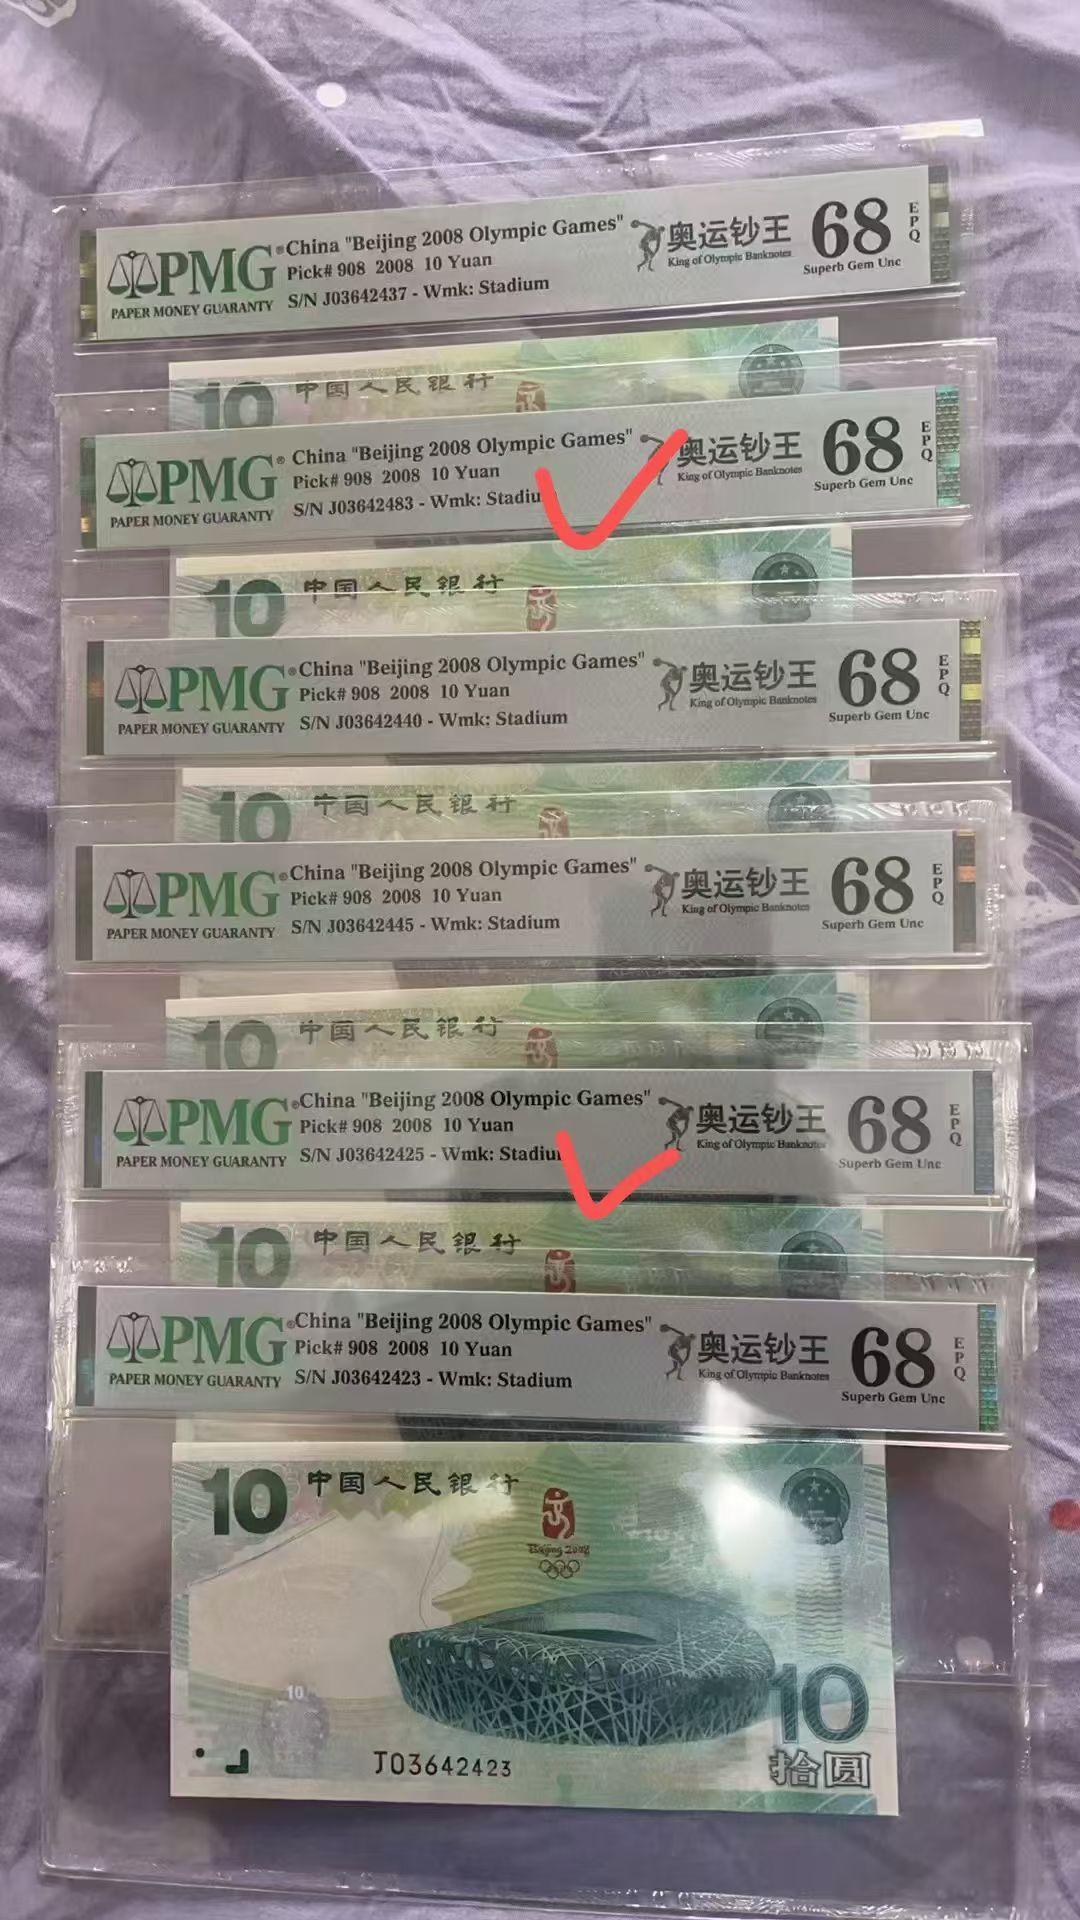 PMG® China "Beijing 2008 Olympic Games" 奥运钞王 68 EPQ
Pick# 908 2008 10 Yuan King of Olympic Banknotes
PAPER MONEY GUARANTY S/N J03642437 - Wmk: Stadium Superb Gem Unc
10 中国人民银行
PMG® China "Beijing 2008 Olympic Games" 奥运钞王 68 EPQ
Pick# 908 2008 10 Yuan King of Olympic Banknotes
PAPER MONEY GUARANTY S/N J03642483 - Wmk: Stadiu Superb Gem Unc
10 中国人民银行
PMG® China "Beijing 2008 Olympic Games" 奥运钞王 68 EPQ
Pick# 908 2008 10 Yuan King of Olympic Banknotes
PAPER MONEY GUARANTY S/N J03642440 - Wmk: Stadium Superb Gem Unc
10 中国人民银行
PMG® China "Beijing 2008 Olympic Games" 奥运钞王 68 EPQ
Pick# 908 2008 10 Yuan King of Olympic Banknotes
PAPER MONEY GUARANTY S/N J03642445 - Wmk: Stadium Superb Gem Unc
10 中国人民银行
PMG® China "Beijing 2008 Olympic Games" 奥运钞王 68 EPQ
Pick# 908 2008 10 Yuan King of Olympic Banknotes
PAPER MONEY GUARANTY S/N J03642425 - Wmk: Stadiu Superb Gem Unc
10 中国人民银行
PMG® China "Beijing 2008 Olympic Games" 奥运钞王 68 EPQ
Pick# 908 2008 10 Yuan King of Olympic Banknotes
PAPER MONEY GUARANTY S/N J03642423 - Wmk: Stadium Superb Gem Unc
10 中国人民银行
Beijing 2008
10 10
J03642423 拾圆